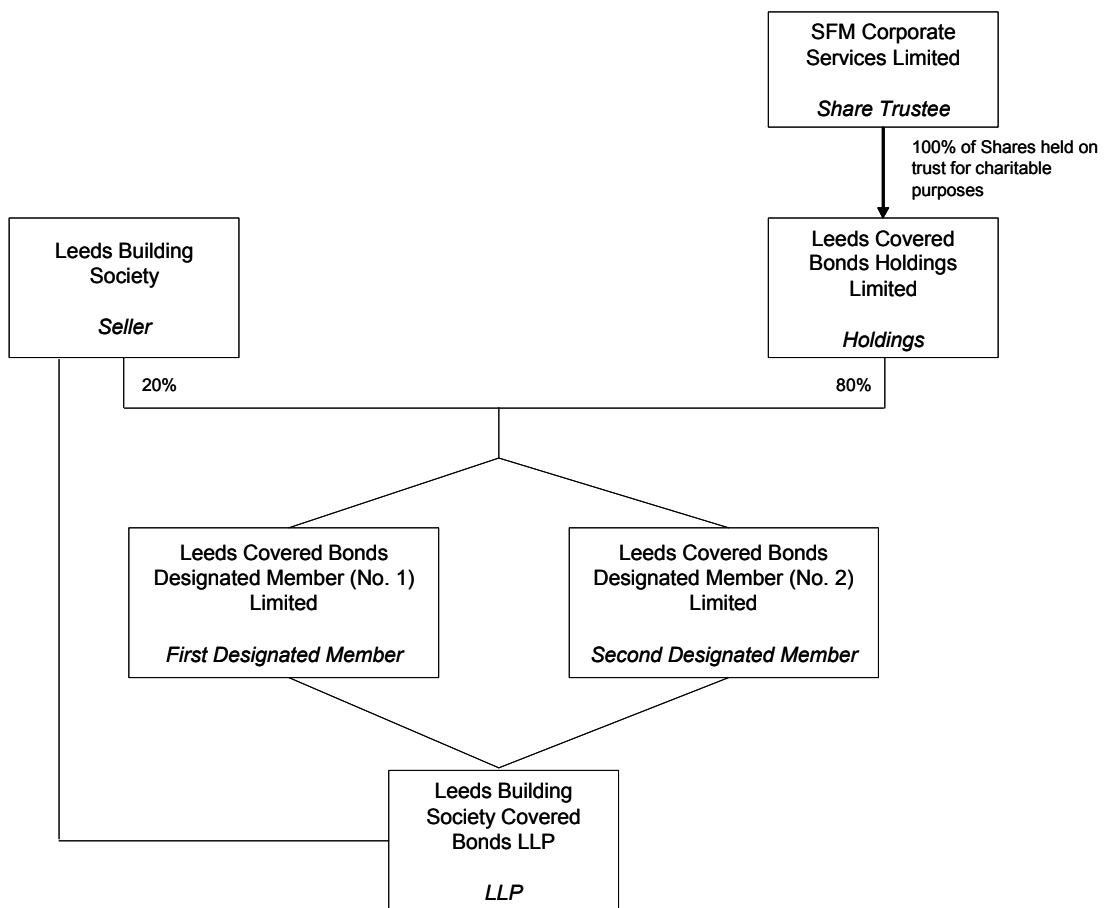 SFM Corporate
Services Limited
Share Trustee
100% of Shares held on
trust for charitable
purposes
Leeds Building
Society
Seller
Leeds Covered
Bonds Holdings
Limited
Holdings
20%
80%
Leeds Covered Bonds
Designated Member (No. 1)
Limited
First Designated Member
Leeds Covered Bonds
Designated Member (No. 2)
Limited
Second Designated Member
Leeds Building
Society Covered
Bonds LLP
LLP